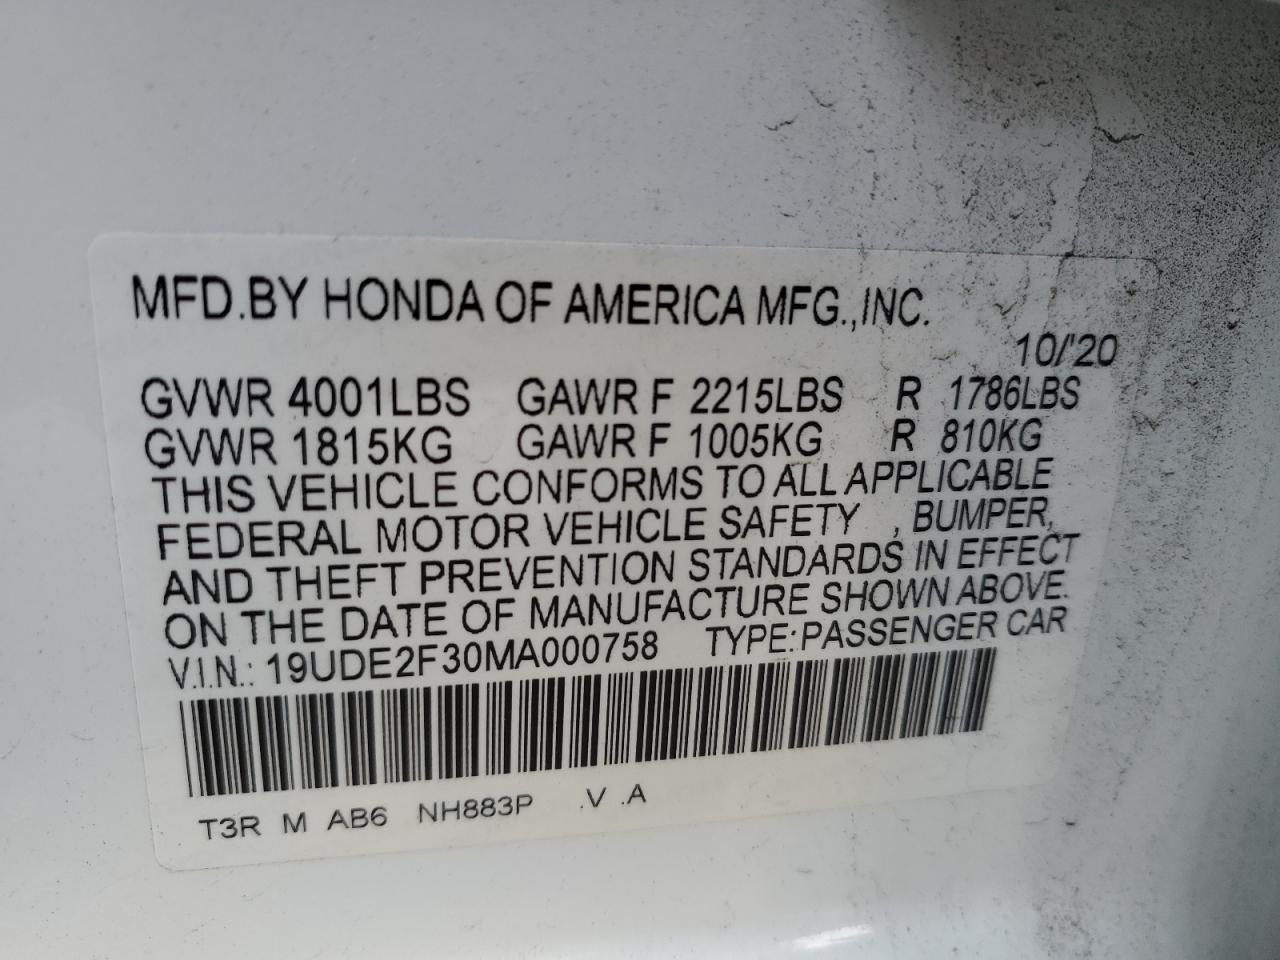 MFD.BY HONDA OF AMERICA MFG.,INC.
10/'20
GVWR 4001LBS GAWR F 2215LBS R 1786LBS
GVWR 1815KG GAWR F 1005KG R 810KG
THIS VEHICLE CONFORMS TO ALL APPLICABLE
FEDERAL MOTOR VEHICLE SAFETY , BUMPER,
AND THEFT PREVENTION STANDARDS IN EFFECT
ON THE DATE OF MANUFACTURE SHOWN ABOVE.
V.I.N.: 19UDE2F30MA000758 TYPE:PASSENGER CAR
T3R M AB6 NH883P .V .A